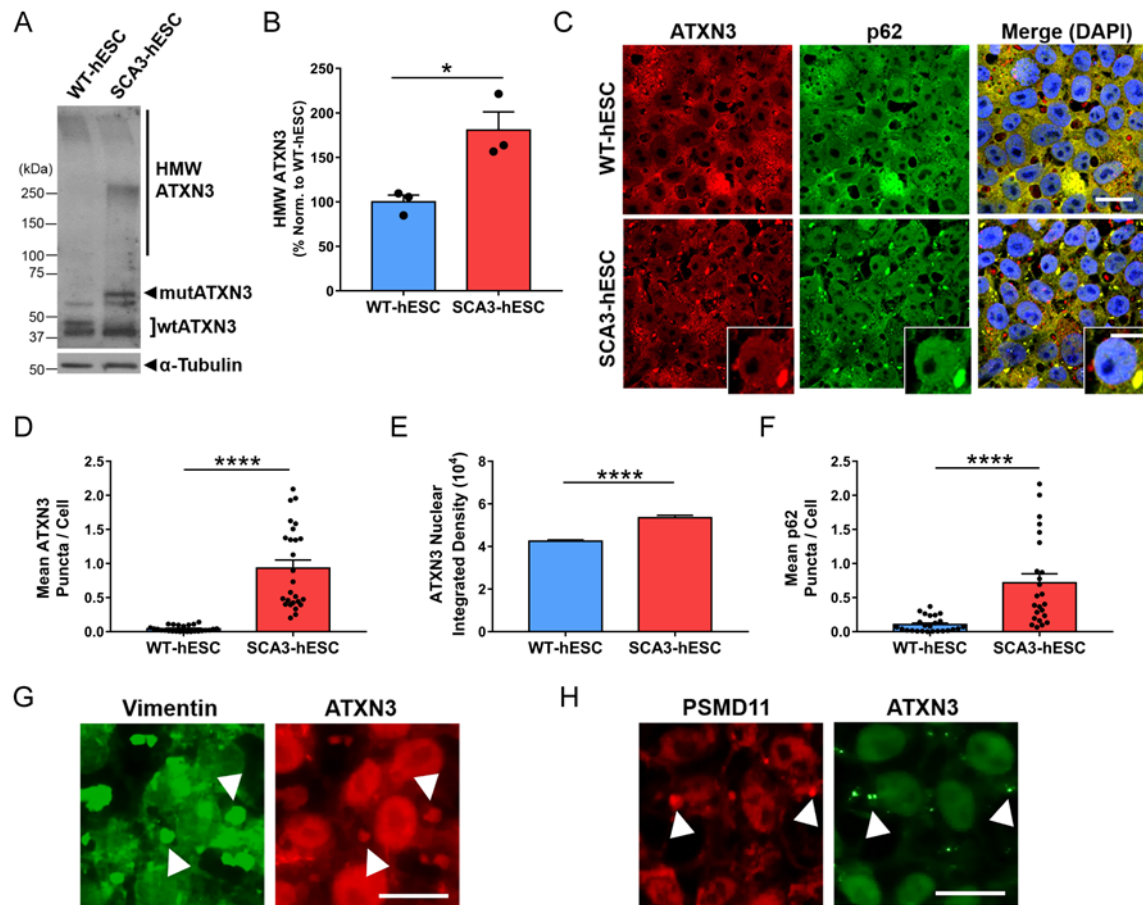 A
WT-hESC
SCA3-hESC
(kDa)
250
150
100
75
50
37
50
HMW
ATXN3
mutATXN3
wtATXN3
α-Tubulin
B
HMW ATXN3
(% Norm. to WT-hESC)
250
200
150
100
50
0
*
WT-hESC SCA3-hESC
C
ATXN3 p62 Merge (DAPI)
WT-hESC
SCA3-hESC
D
Mean ATXN3
Puncta / Cell
2.5
2.0
1.5
1.0
0.5
0.0
****
WT-hESC SCA3-hESC
E
ATXN3 Nuclear
Integrated Density (10⁴)
8
6
4
2
0
****
WT-hESC SCA3-hESC
F
Mean p62
Puncta / Cell
2.5
2.0
1.5
1.0
0.5
0.0
****
WT-hESC SCA3-hESC
G
Vimentin ATXN3
H
PSMD11 ATXN3